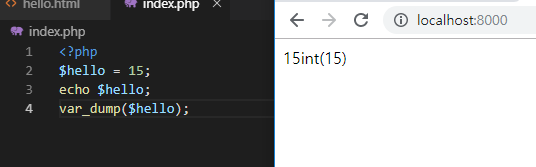 hello.html
index.php
index.php
1 <?php
2 $hello = 15;
3 echo $hello;
4 var_dump($hello);
localhost:8000
15int(15)